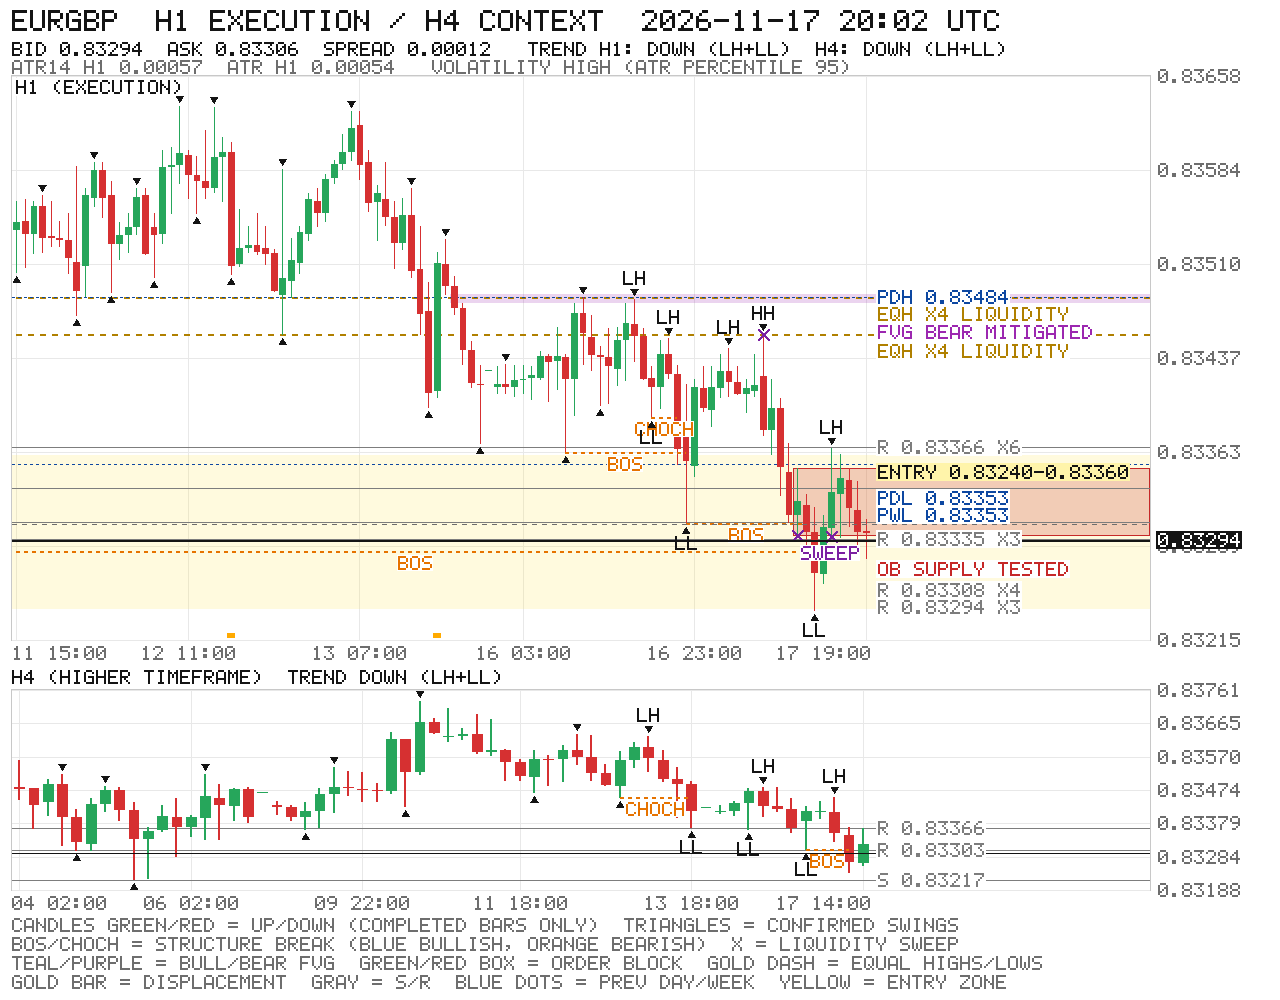 EURGBP  H1 EXECUTION / H4 CONTEXT  2026-11-17 20:02 UTC
BID 0.83294  ASK 0.83306  SPREAD 0.00012   TREND H1: DOWN (LH+LL)  H4: DOWN (LH+LL)
ATR14 H1 0.00057  ATR H1 0.00054   VOLATILITY HIGH (ATR PERCENTILE 95)
0.83658
H1 (EXECUTION)
0.83584
0.83510
LH
PDH 0.83484
EQH X4 LIQUIDITY
HH
LH
LH
FVG BEAR MITIGATED
EQH X4 LIQUIDITY
0.83437
CHOCH
LH
LL
R 0.83366 X6
0.83363
BOS
ENTRY 0.83240-0.83360
PDL 0.83353
PWL 0.83353
BOS
R 0.83335 X3
0.83294
LL
SWEEP
BOS
OB SUPPLY TESTED
R 0.83308 X4
R 0.83294 X3
LL
0.83215
11 15:00
12 11:00
13 07:00
16 03:00
16 23:00
17 19:00
H4 (HIGHER TIMEFRAME)  TREND DOWN (LH+LL)
0.83761
LH
0.83665
0.83570
LH
LH
0.83474
CHOCH
0.83379
R 0.83366
LL
LL
R 0.83303
0.83284
BOS
LL
S 0.83217
0.83188
04 02:00
06 02:00
09 22:00
11 18:00
13 18:00
17 14:00
CANDLES GREEN/RED = UP/DOWN (COMPLETED BARS ONLY)  TRIANGLES = CONFIRMED SWINGS
BOS/CHOCH = STRUCTURE BREAK (BLUE BULLISH, ORANGE BEARISH)  X = LIQUIDITY SWEEP
TEAL/PURPLE = BULL/BEAR FVG  GREEN/RED BOX = ORDER BLOCK  GOLD DASH = EQUAL HIGHS/LOWS
GOLD BAR = DISPLACEMENT  GRAY = S/R  BLUE DOTS = PREV DAY/WEEK  YELLOW = ENTRY ZONE